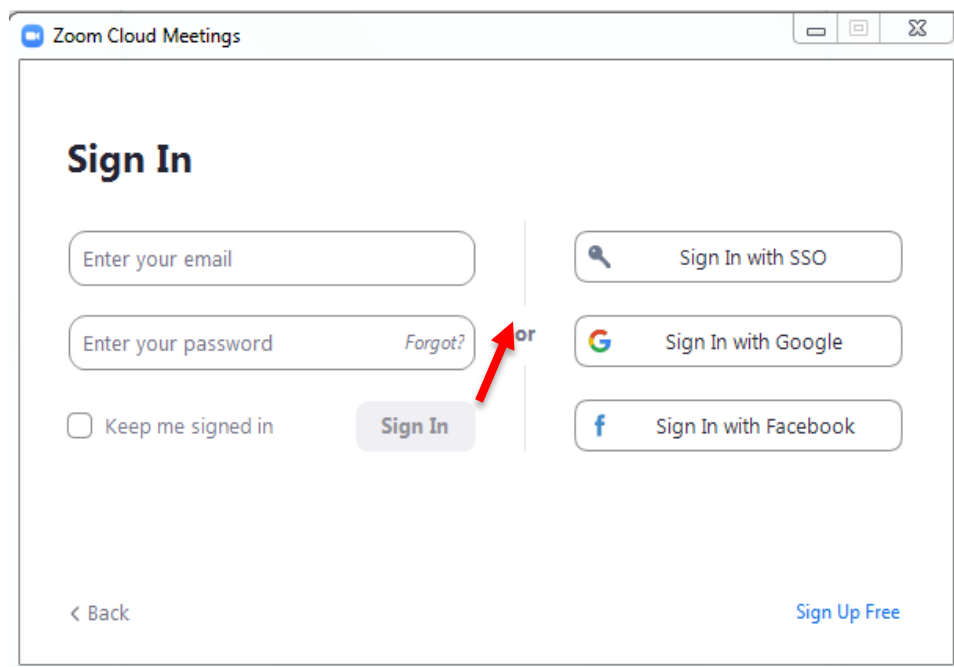 Zoom Cloud Meetings
Sign In
Enter your email
Enter your password Forgot?
Keep me signed in Sign In
or
Sign In with SSO
Sign In with Google
Sign In with Facebook
< Back
Sign Up Free